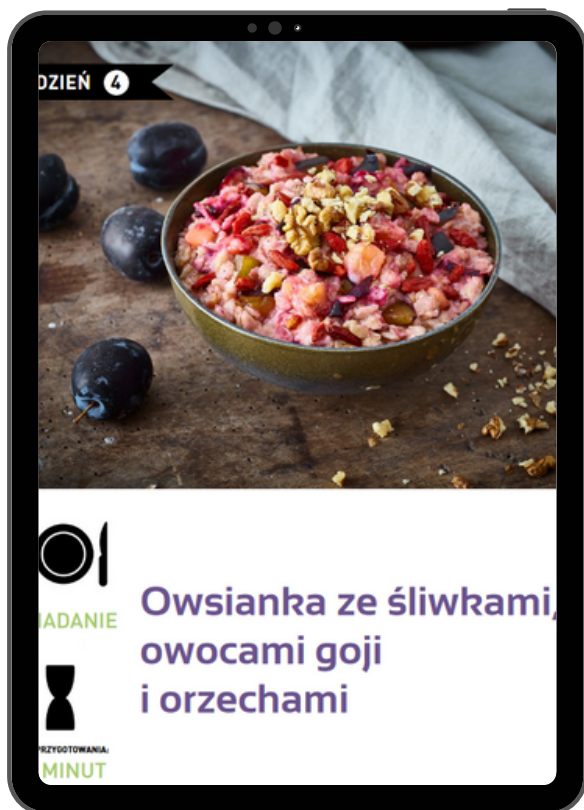 DZIEŃ 4
IADANIE
Owsianka ze śliwkami,
owocami goji
i orzechami
PRZYGOTOWANIA:
MINUT